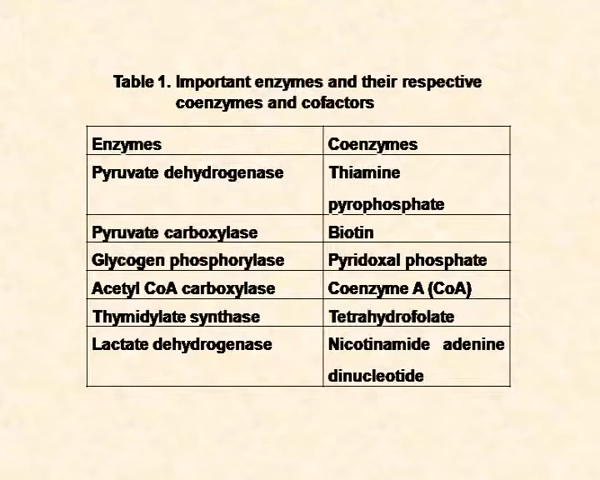 Table 1. Important enzymes and their respective
coenzymes and cofactors
Enzymes Coenzymes
Pyruvate dehydrogenase Thiamine
pyrophosphate
Pyruvate carboxylase Biotin
Glycogen phosphorylase Pyridoxal phosphate
Acetyl CoA carboxylase Coenzyme A (CoA)
Thymidylate synthase Tetrahydrofolate
Lactate dehydrogenase Nicotinamide adenine
dinucleotide